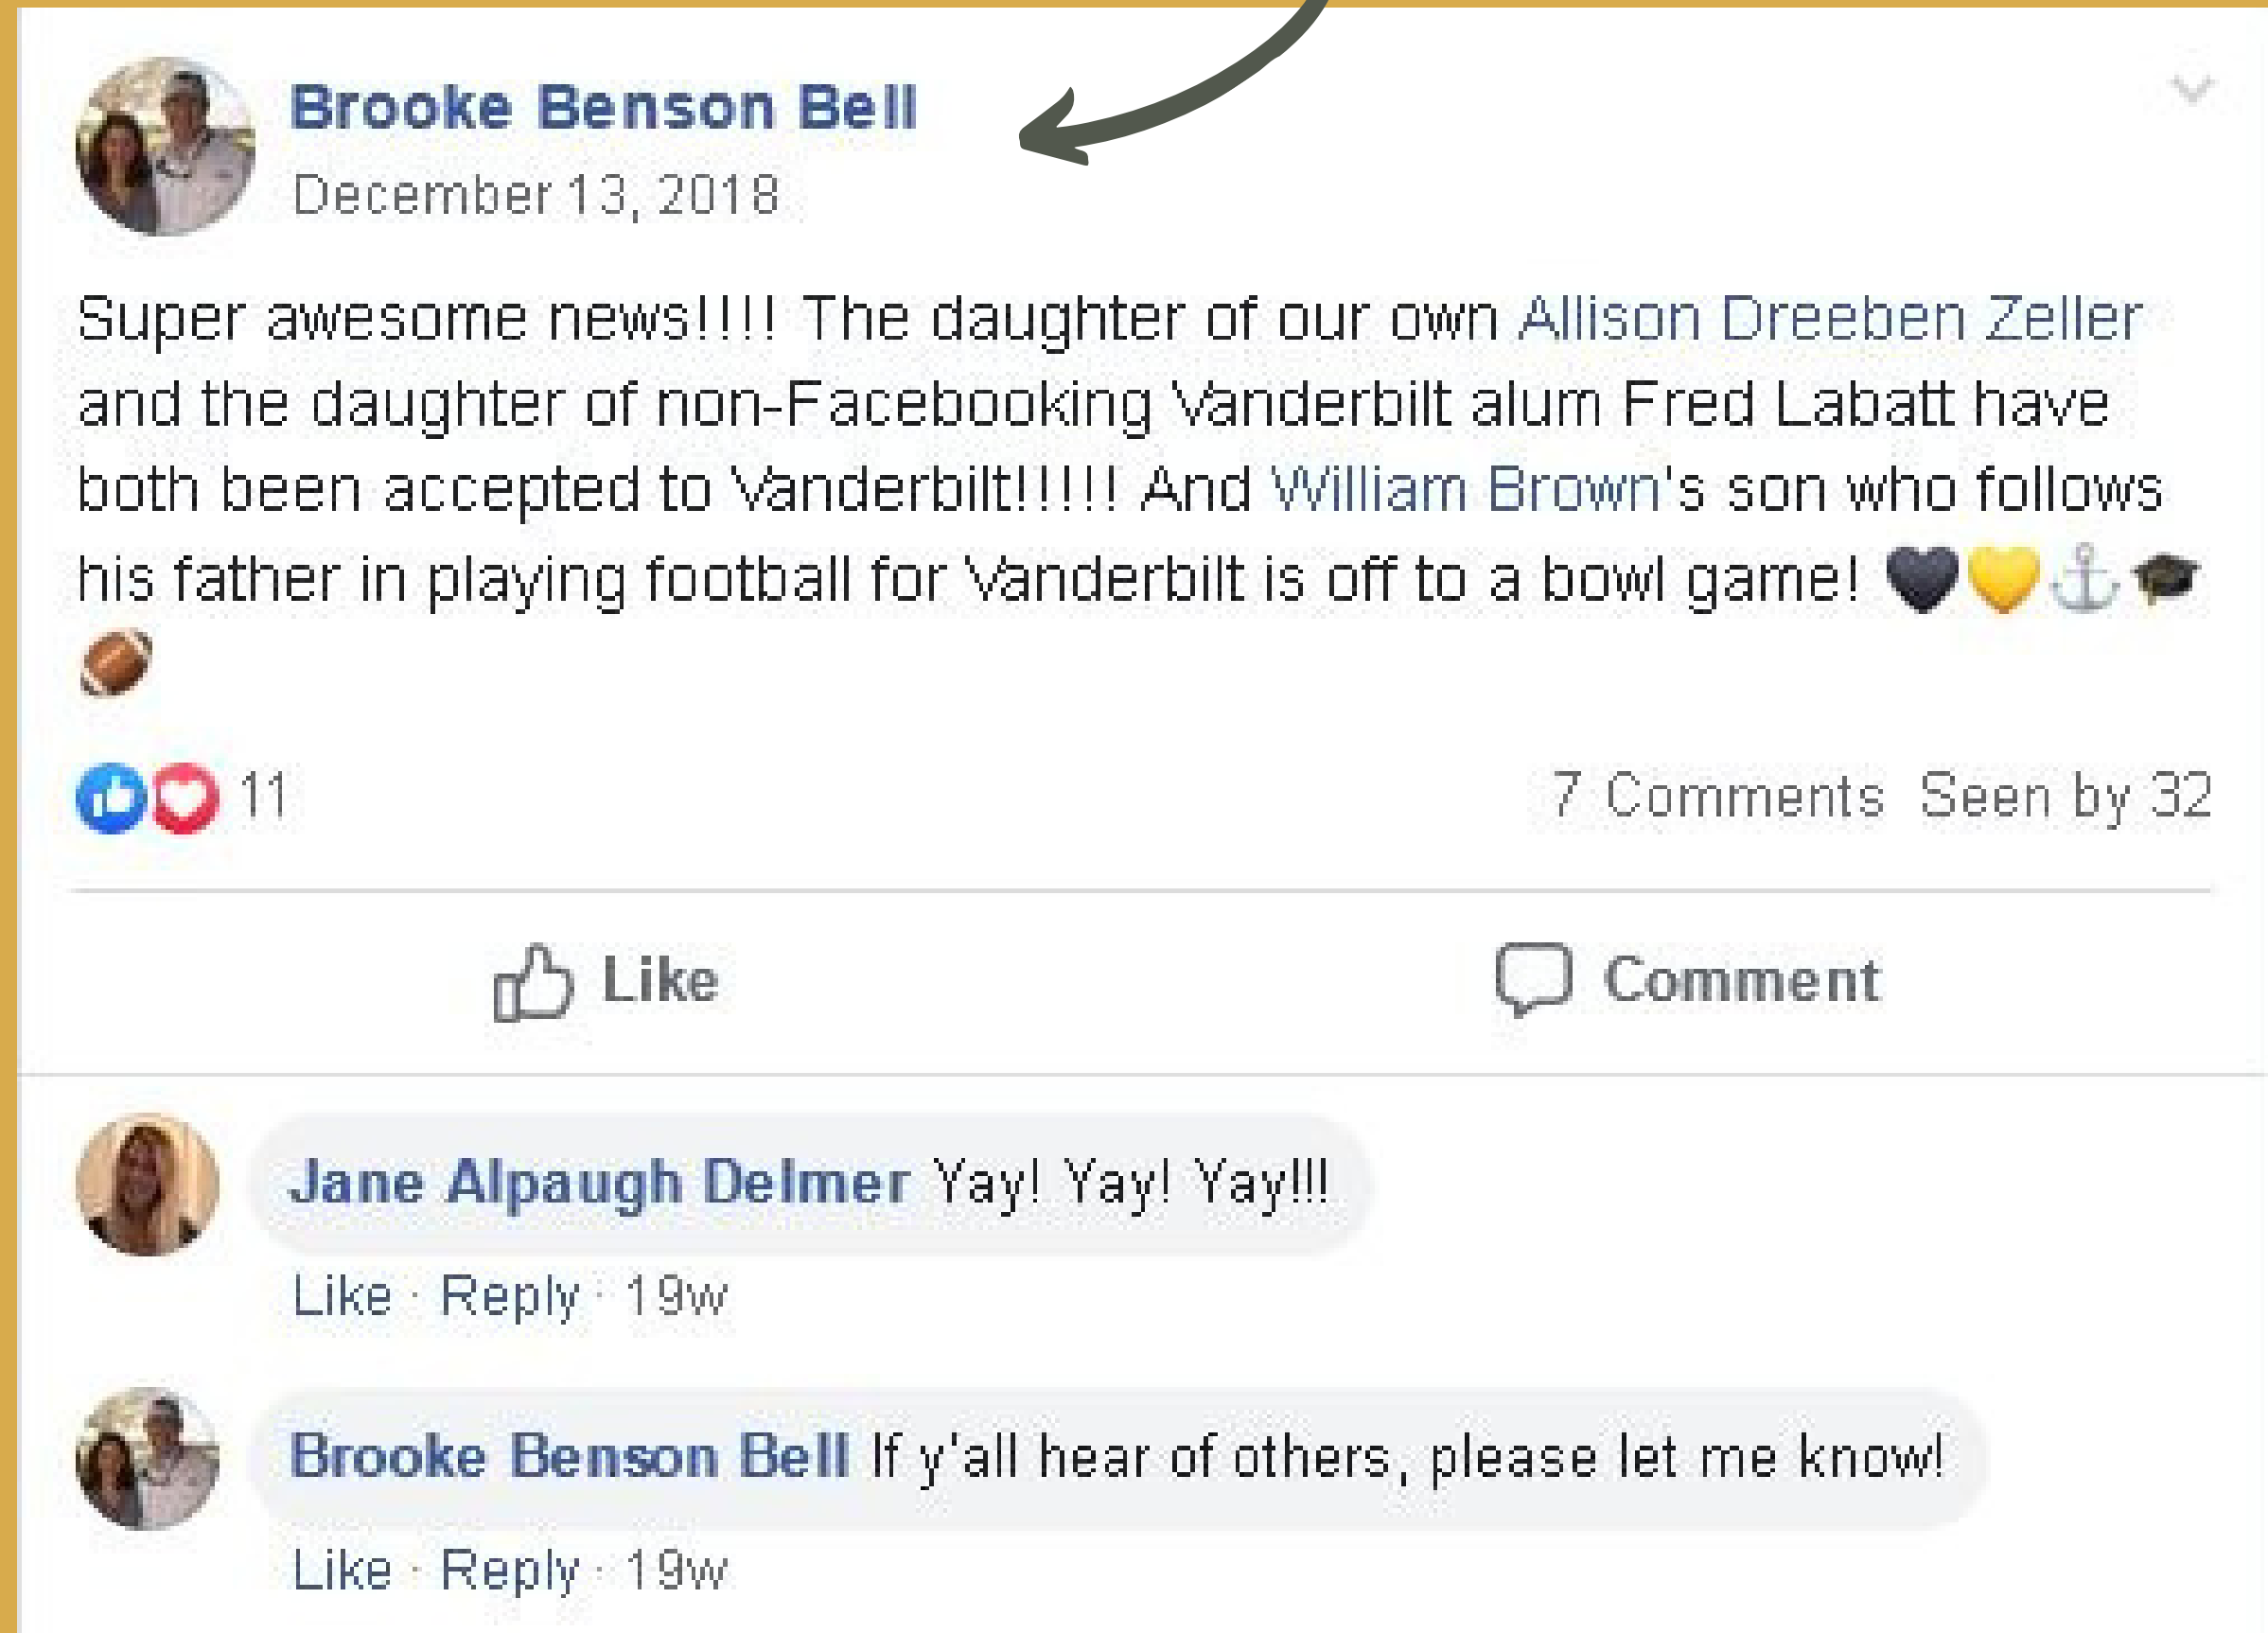 Brooke Benson Bell
December 13, 2018
Super awesome news!!!! The daughter of our own Allison Dreeben Zeller
and the daughter of non-Facebooking Vanderbilt alum Fred Labatt have
both been accepted to Vanderbilt!!!!! And William Brown's son who follows
his father in playing football for Vanderbilt is off to a bowl game! 🖤💛⚓🎓
🏈
11 7 Comments Seen by 32
Like Comment
Jane Alpaugh Delmer Yay! Yay! Yay!!!
Like · Reply · 19w
Brooke Benson Bell If y'all hear of others, please let me know!
Like · Reply · 19w